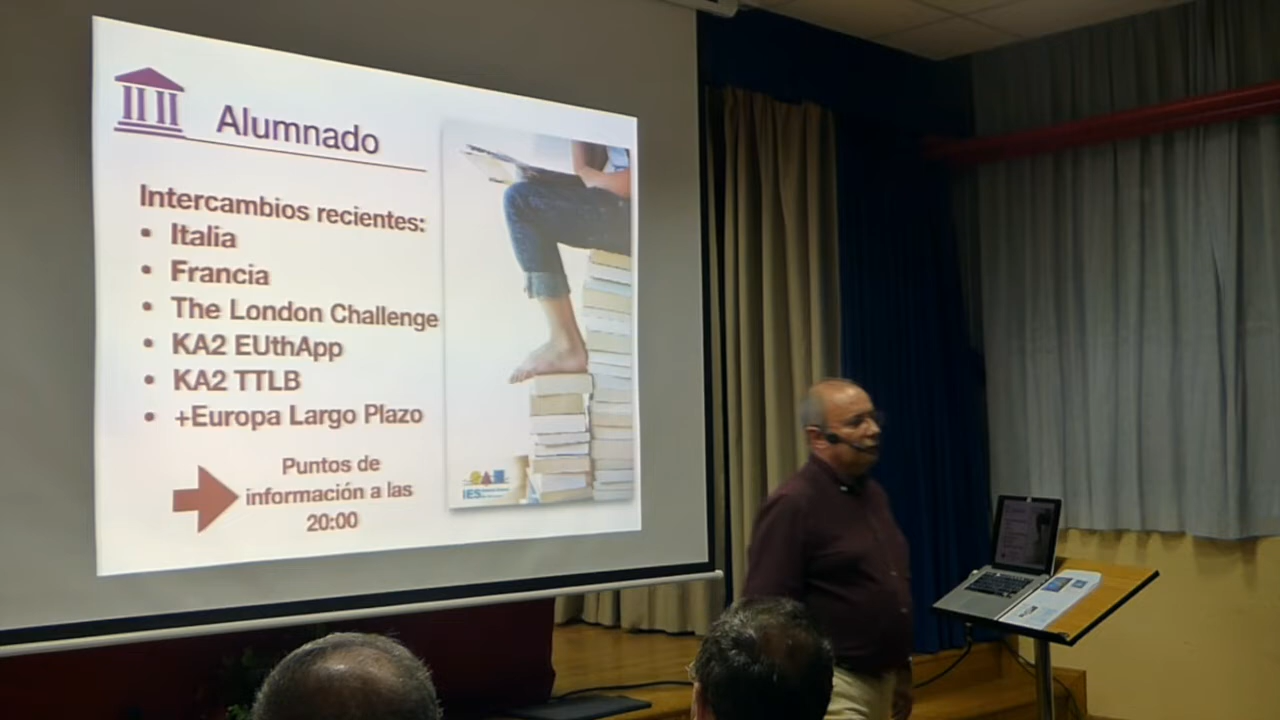 Alumnado
Intercambios recientes:
• Italia
• Francia
• The London Challenge
• KA2 EUthApp
• KA2 TTLB
• +Europa Largo Plazo
Puntos de
información a las
20:00
IES